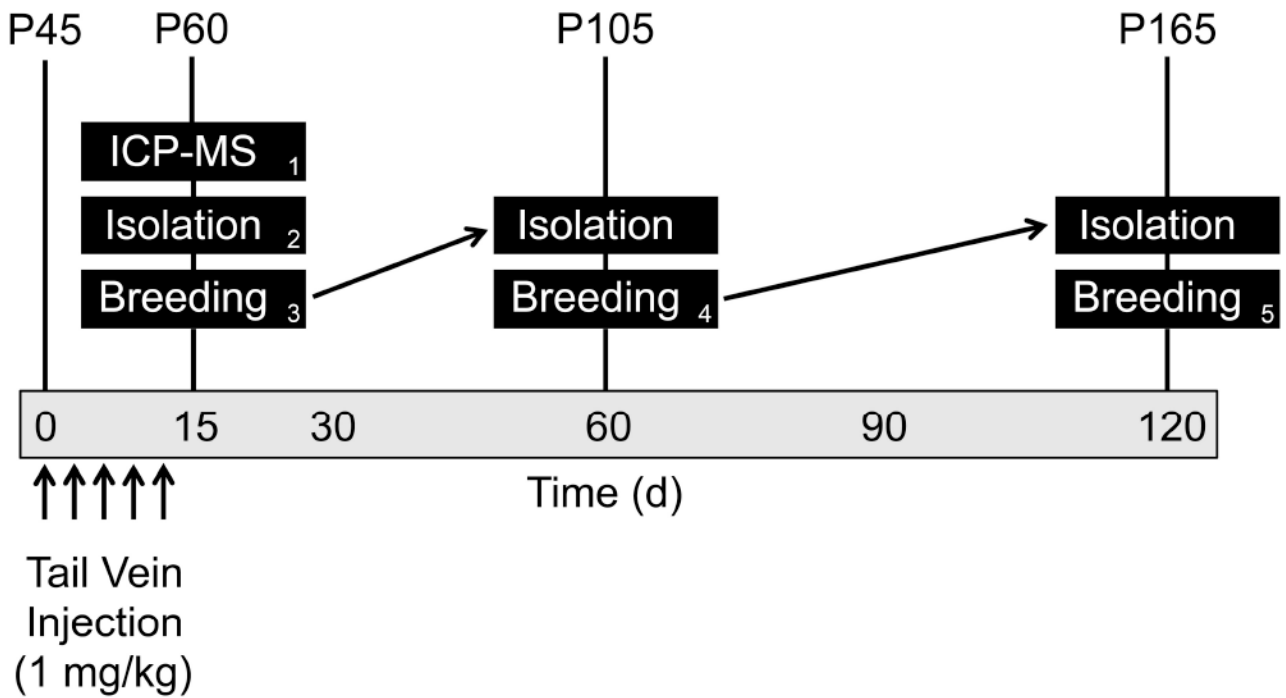 P45 P60 P105 P165
ICP-MS 1
Isolation 2 Isolation Isolation
Breeding 3 Breeding 4 Breeding 5
0 15 30 60 90 120
Time (d)
Tail Vein
Injection
(1 mg/kg)